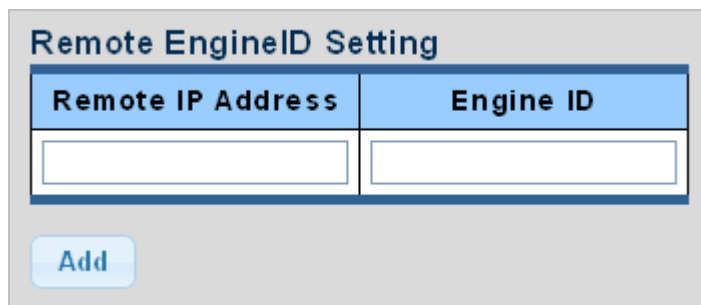 Remote EngineID Setting
Remote IP Address Engine ID
Add